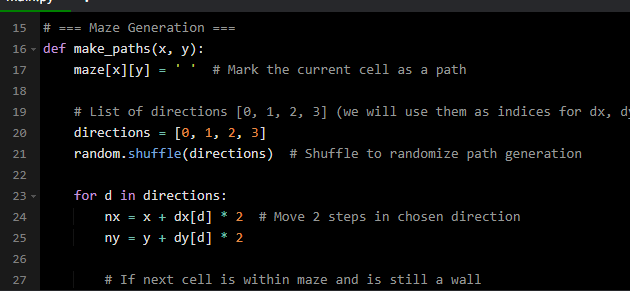 15 # === Maze Generation ===
16 def make_paths(x, y):
17 maze[x][y] = ' ' # Mark the current cell as a path
18
19 # List of directions [0, 1, 2, 3] (we will use them as indices for dx,
20 directions = [0, 1, 2, 3]
21 random.shuffle(directions) # Shuffle to randomize path generation
22
23 for d in directions:
24 nx = x + dx[d] * 2 # Move 2 steps in chosen direction
25 ny = y + dy[d] * 2
26
27 # If next cell is within maze and is still a wall